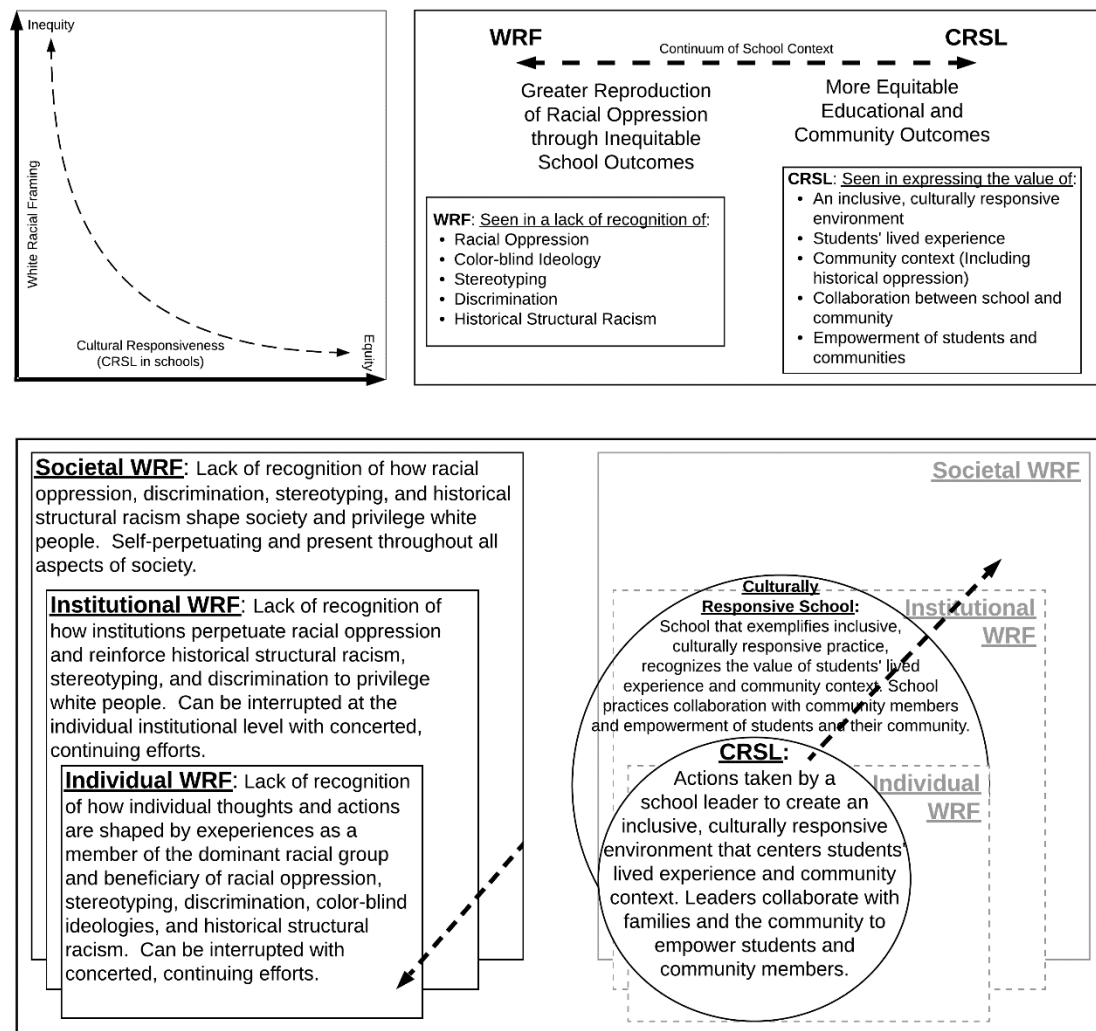 Inequity
White Racial Framing
Cultural Responsiveness
(CRSL in schools)
Equity
WRF
CRSL
Continuum of School Context
Greater Reproduction
of Racial Oppression
through Inequitable
School Outcomes
More Equitable
Educational and
Community Outcomes
WRF: Seen in a lack of recognition of:
• Racial Oppression
• Color-blind Ideology
• Stereotyping
• Discrimination
• Historical Structural Racism
CRSL: Seen in expressing the value of:
• An inclusive, culturally responsive
environment
• Students' lived experience
• Community context (Including
historical oppression)
• Collaboration between school and
community
• Empowerment of students and
communities
Societal WRF: Lack of recognition of how racial
oppression, discrimination, stereotyping, and historical
structural racism shape society and privilege white
people. Self-perpetuating and present throughout all
aspects of society.
Institutional WRF: Lack of recognition of
how institutions perpetuate racial oppression
and reinforce historical structural racism,
stereotyping, and discrimination to privilege
white people. Can be interrupted at the
individual institutional level with concerted,
continuing efforts.
Individual WRF: Lack of recognition
of how individual thoughts and actions
are shaped by exeperiences as a
member of the dominant racial group
and beneficiary of racial oppression,
stereotyping, discrimination, color-blind
ideologies, and historical structural
racism. Can be interrupted with
concerted, continuing efforts.
Societal WRF
Institutional
WRF
Individual
WRF
Culturally
Responsive School:
School that exemplifies inclusive,
culturally responsive practice,
recognizes the value of students' lived
experience and community context. School
practices collaboration with community members
and empowerment of students and their community.
CRSL:
Actions taken by a
school leader to create an
inclusive, culturally responsive
environment that centers students'
lived experience and community
context. Leaders collaborate with
families and the community to
empower students and
community members.